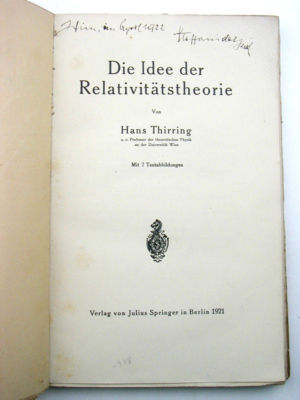 Wien, im April 1922
Die Idee der
Relativitätstheorie
Von
Hans Thirring
a. o. Professor der theoretischen Physik
an der Universität Wien
Mit 7 Textabbildungen
Verlag von Julius Springer in Berlin 1921